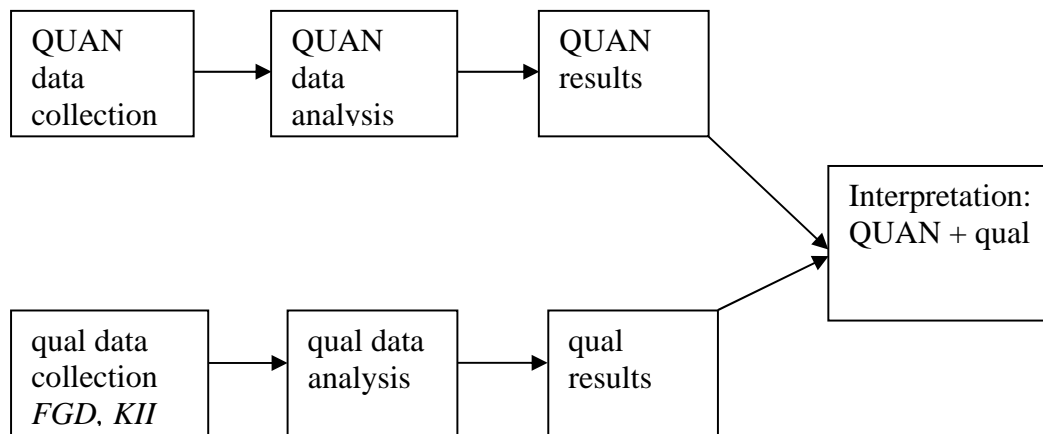 QUAN
data
collection
QUAN
data
analysis
QUAN
results
Interpretation:
QUAN + qual
qual data
collection
FGD, KII
qual data
analysis
qual
results